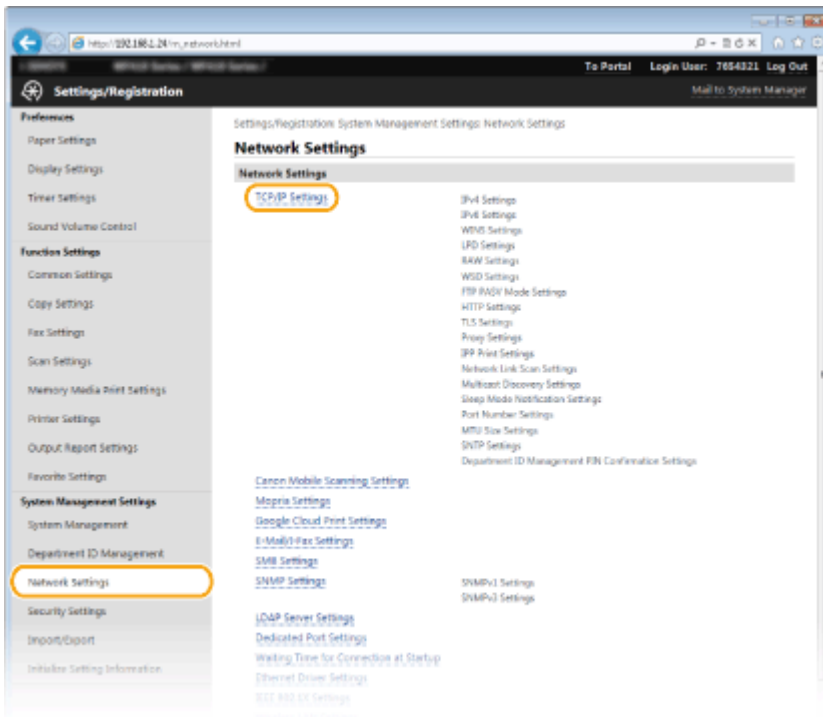 http://192.168.1.24/m_network.html
To Portal Login User: 7654321 Log Out
Settings/Registration
Mail to System Manager
Preferences
Paper Settings
Display Settings
Timer Settings
Sound Volume Control
Function Settings
Common Settings
Copy Settings
Fax Settings
Scan Settings
Memory Media Print Settings
Printer Settings
Output Report Settings
Favorite Settings
System Management Settings
System Management
Department ID Management
Network Settings
Security Settings
Import/Export
Initialize Setting Information
Settings/Registration: System Management Settings: Network Settings
Network Settings
Network Settings
TCP/IP Settings
IPv4 Settings
IPv6 Settings
WINS Settings
LPD Settings
RAW Settings
WSD Settings
FTP PASV Mode Settings
HTTP Settings
TLS Settings
Proxy Settings
IPP Print Settings
Network Link Scan Settings
Multicast Discovery Settings
Sleep Mode Notification Settings
Port Number Settings
MTU Size Settings
SNTP Settings
Department ID Management PIN Confirmation Settings
Canon Mobile Scanning Settings
Mopria Settings
Google Cloud Print Settings
E-Mail/I-Fax Settings
SMB Settings
SNMP Settings
SNMPv1 Settings
SNMPv3 Settings
LDAP Server Settings
Dedicated Port Settings
Waiting Time for Connection at Startup
Ethernet Driver Settings
IEEE 802.1X Settings